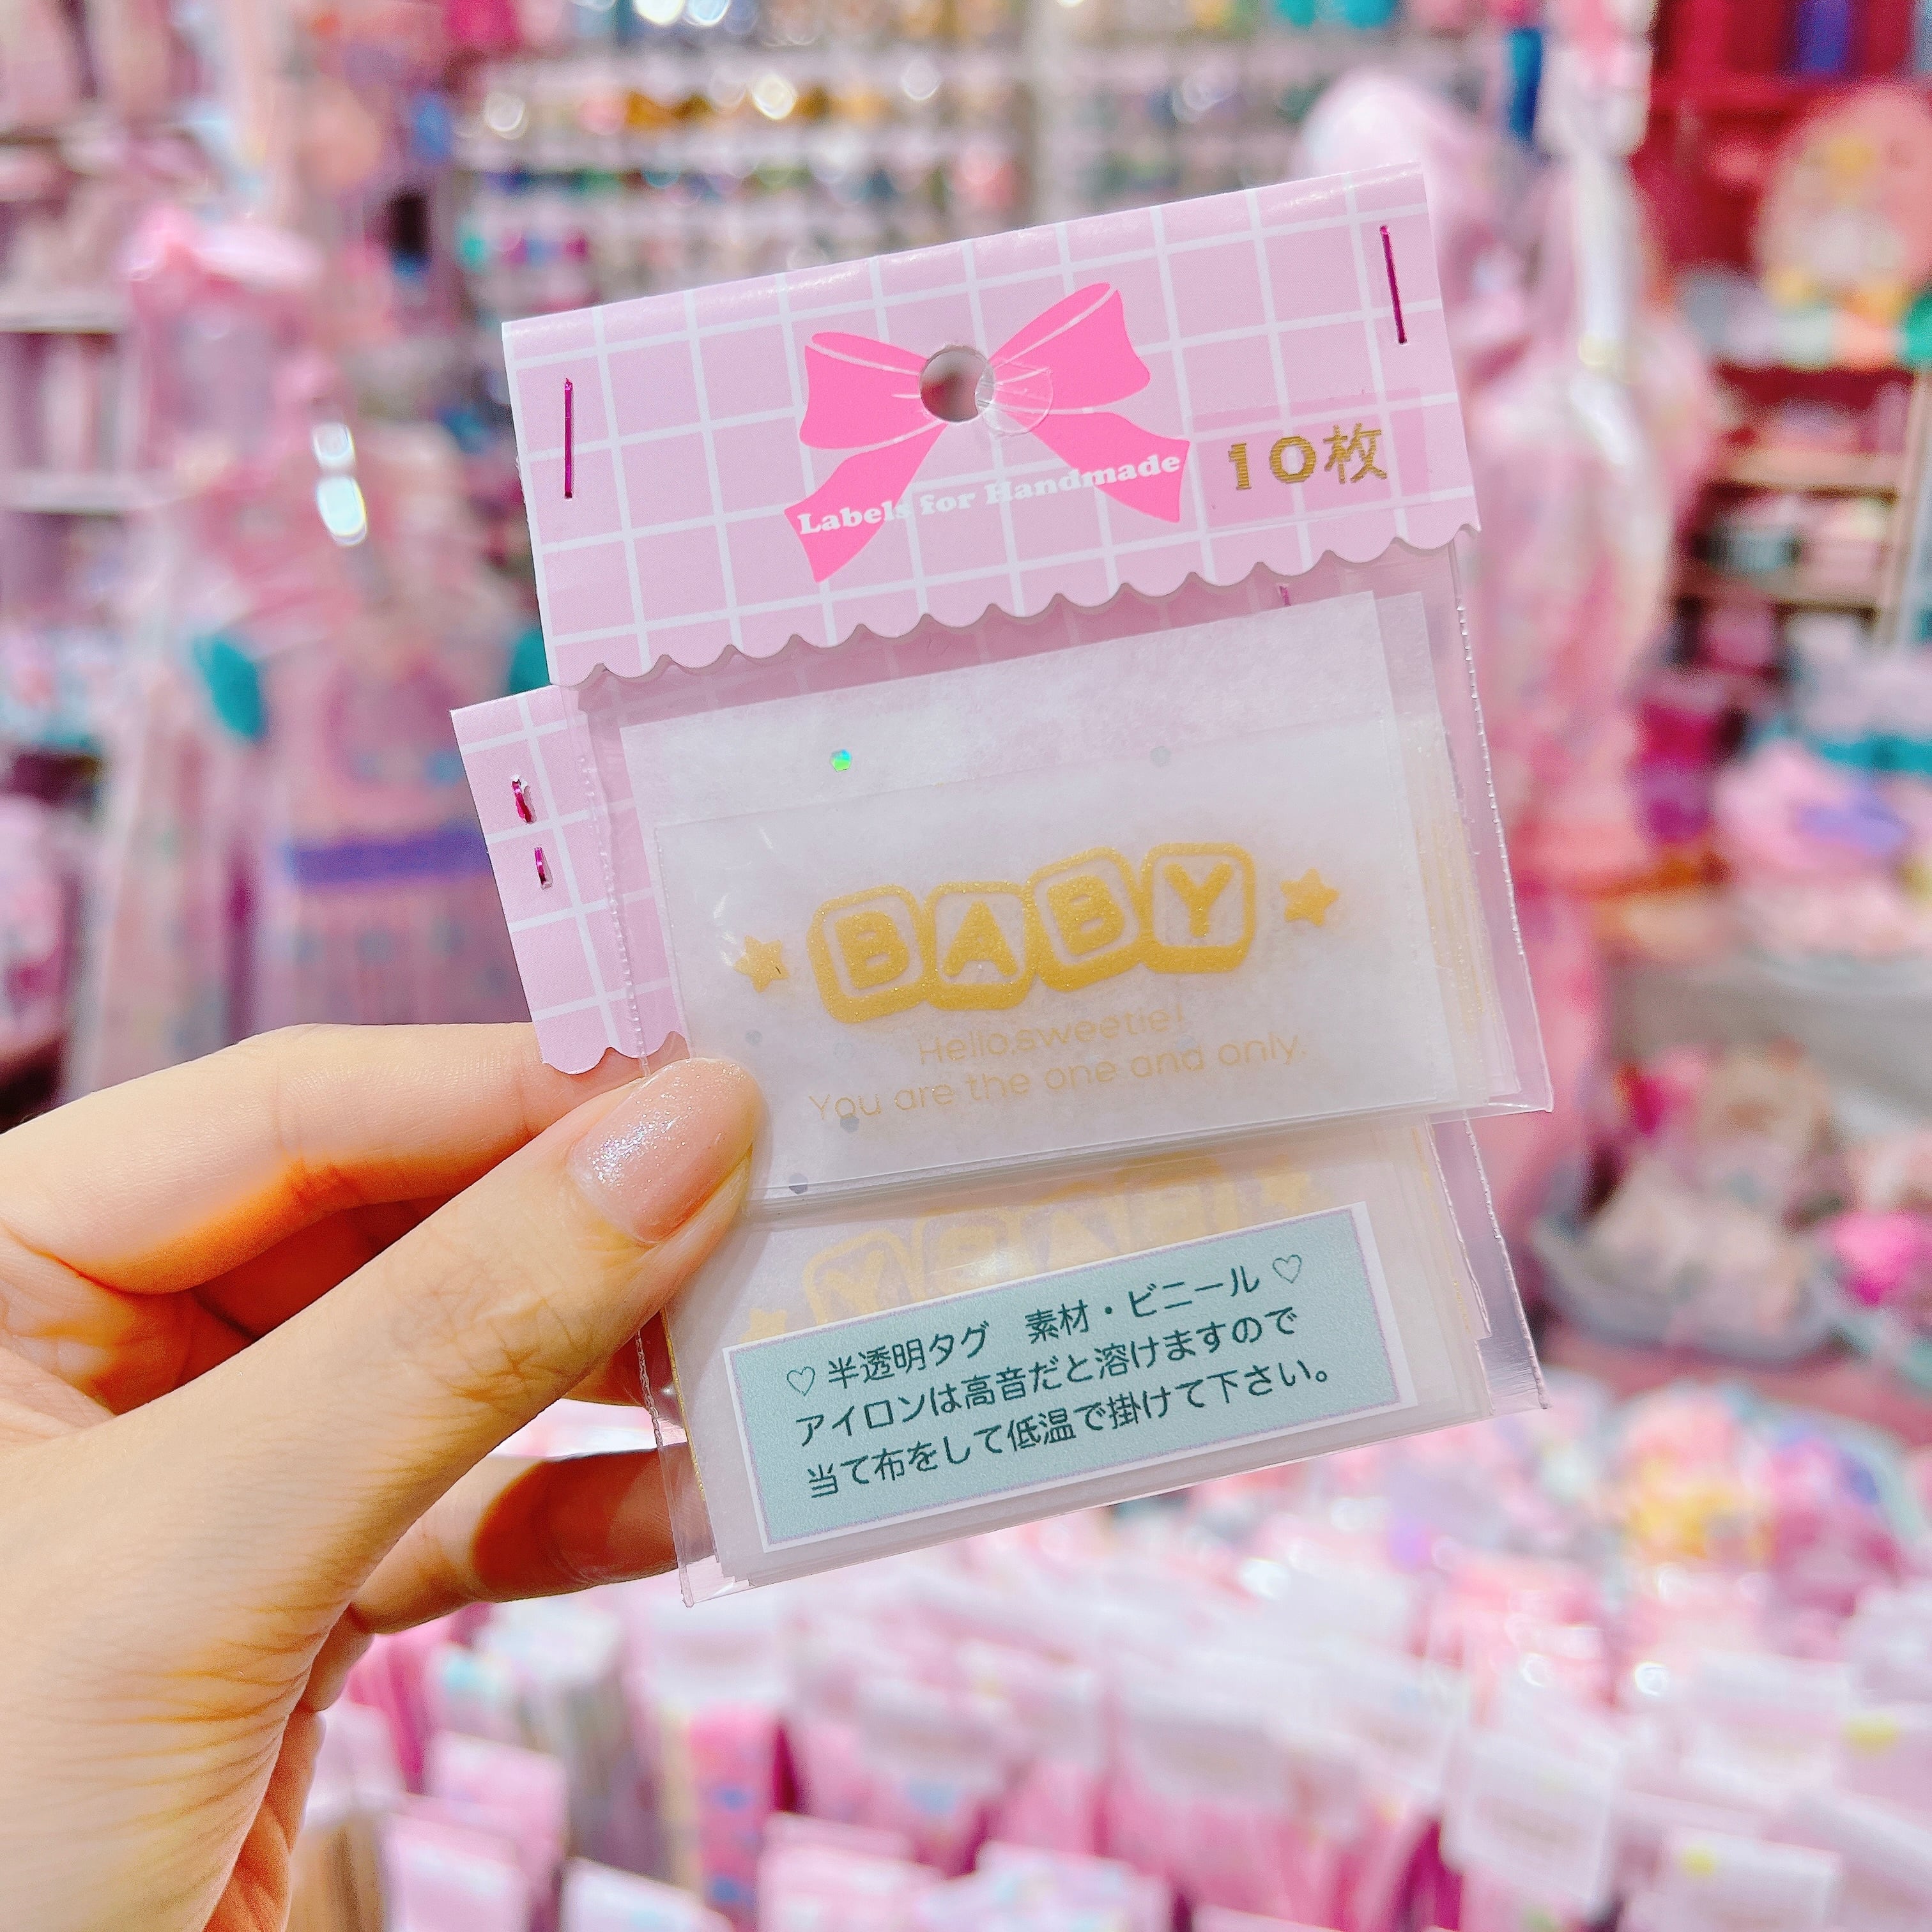 Labels for Handmade
10枚
BABY
Hello,sweetie!
You are the one and only.
YBAB
♡ 半透明タグ　素材・ビニール ♡
アイロンは高音だと溶けますので
当て布をして低温で掛けて下さい。